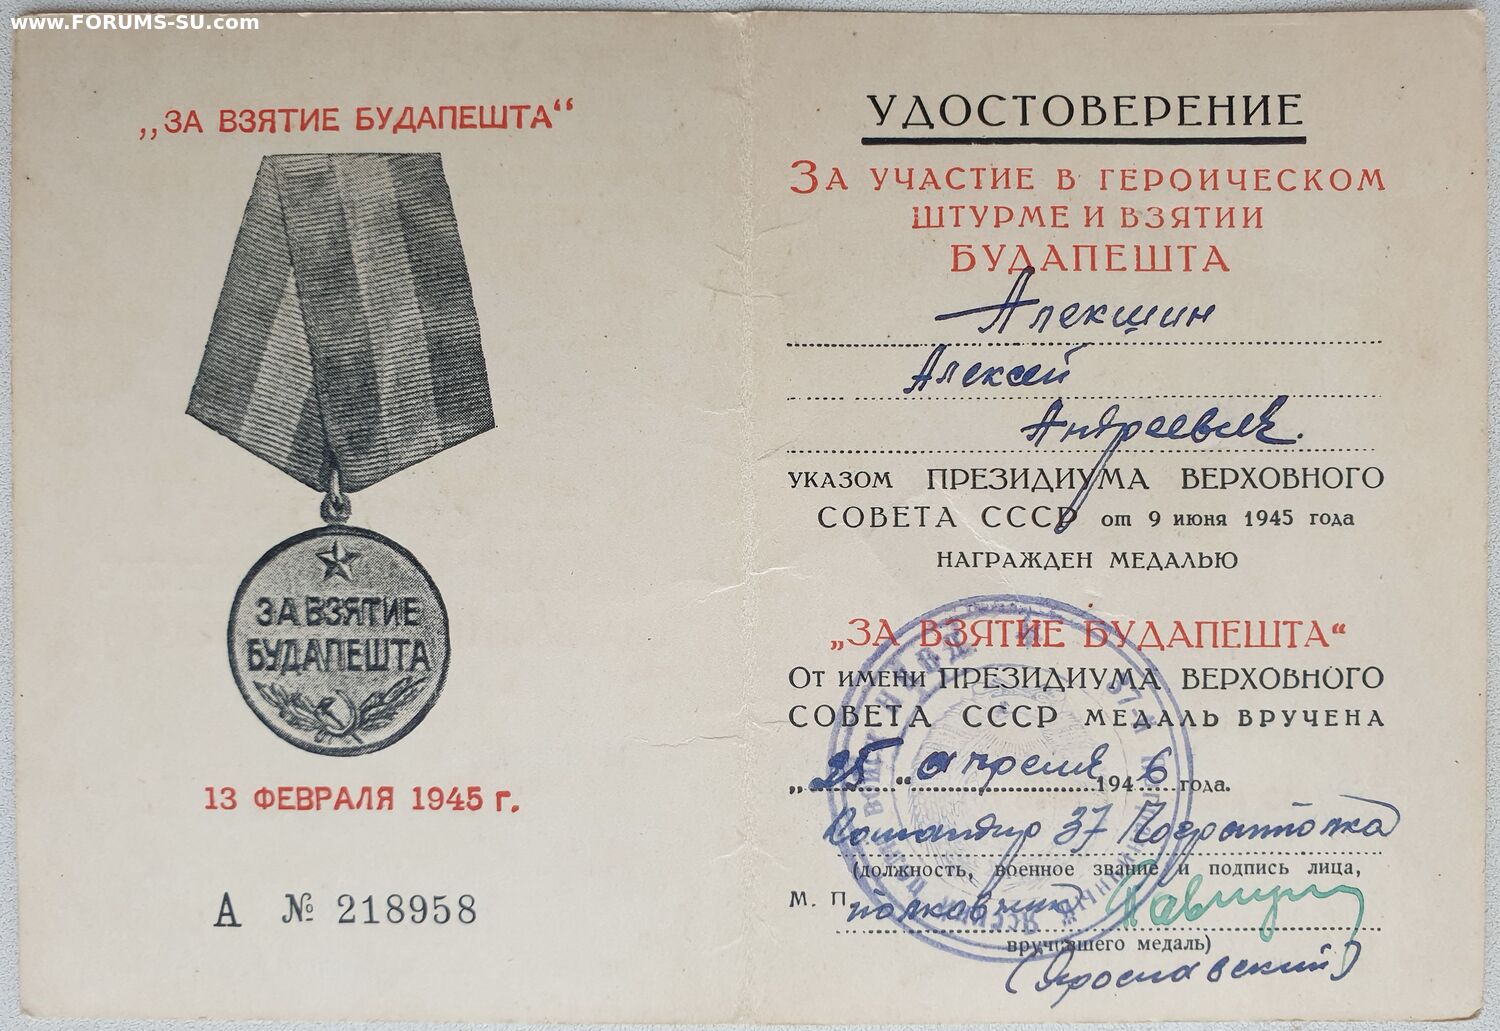 www.FORUMS-SU.com
„ЗА ВЗЯТИЕ БУДАПЕШТА“
ЗА ВЗЯТИЕ
БУДАПЕШТА
13 ФЕВРАЛЯ 1945 г.
А № 218958
УДОСТОВЕРЕНИЕ
ЗА УЧАСТИЕ В ГЕРОИЧЕСКОМ
ШТУРМЕ И ВЗЯТИИ
БУДАПЕШТА
Алекшин
Алексей
Андреевич.
УКАЗОМ ПРЕЗИДИУМА ВЕРХОВНОГО
СОВЕТА СССР от 9 июня 1945 года
НАГРАЖДЕН МЕДАЛЬЮ
„ЗА ВЗЯТИЕ БУДАПЕШТА“
ОТ ИМЕНИ ПРЕЗИДИУМА ВЕРХОВНОГО
СОВЕТА СССР МЕДАЛЬ ВРУЧЕНА
„25“ апреля 1946 года.
Командир 37 Погранполка
(должность, военное звание и подпись лица,
М. П. полковник
вручившего медаль)
(Ярославский)